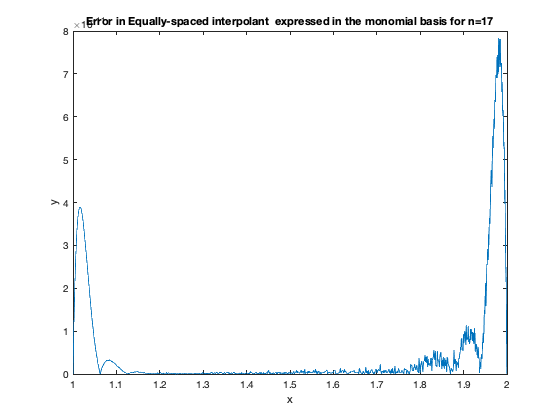 Error in Equally-spaced interpolant expressed in the monomial basis for n=17
8
7
6
5
4
3
2
1
0
y
1 1.1 1.2 1.3 1.4 1.5 1.6 1.7 1.8 1.9 2
x